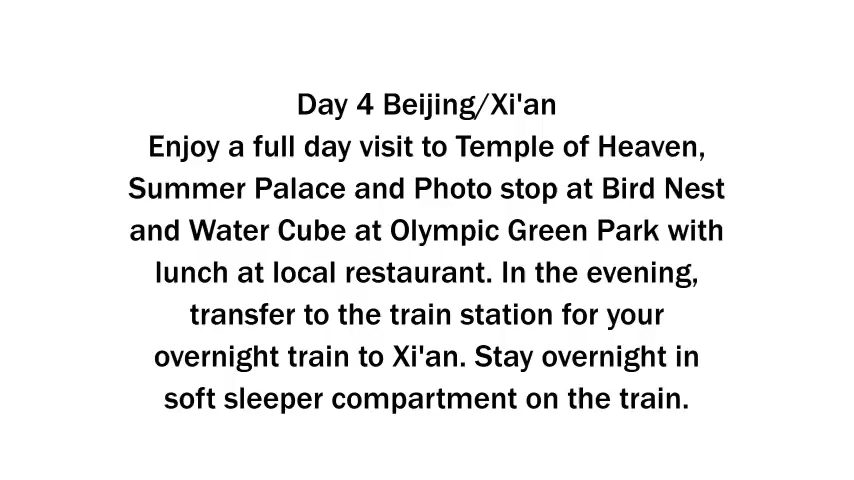 Day 4 Beijing/Xi'an
Enjoy a full day visit to Temple of Heaven,
Summer Palace and Photo stop at Bird Nest
and Water Cube at Olympic Green Park with
lunch at local restaurant. In the evening,
transfer to the train station for your
overnight train to Xi'an. Stay overnight in
soft sleeper compartment on the train.